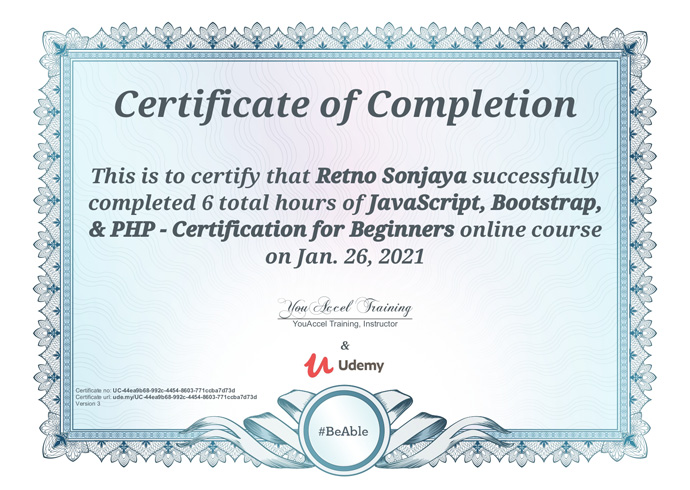 Certificate of Completion
This is to certify that Retno Sonjaya successfully
completed 6 total hours of JavaScript, Bootstrap,
& PHP - Certification for Beginners online course
on Jan. 26, 2021
YouAccel Training
YouAccel Training, Instructor
&
Udemy
Certificate no: UC-44ea9b68-992c-4454-8603-771ccba7d73d
Certificate url: ude.my/UC-44ea9b68-992c-4454-8603-771ccba7d73d
Version 3
#BeAble